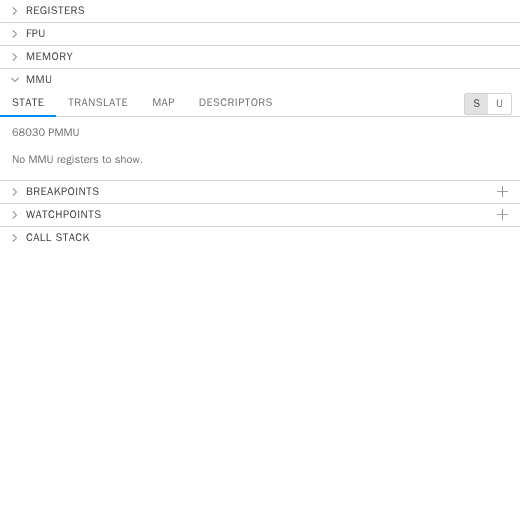 REGISTERS
FPU
MEMORY
MMU
STATE TRANSLATE MAP DESCRIPTORS S U
68030 PMMU
No MMU registers to show.
BREAKPOINTS
WATCHPOINTS
CALL STACK